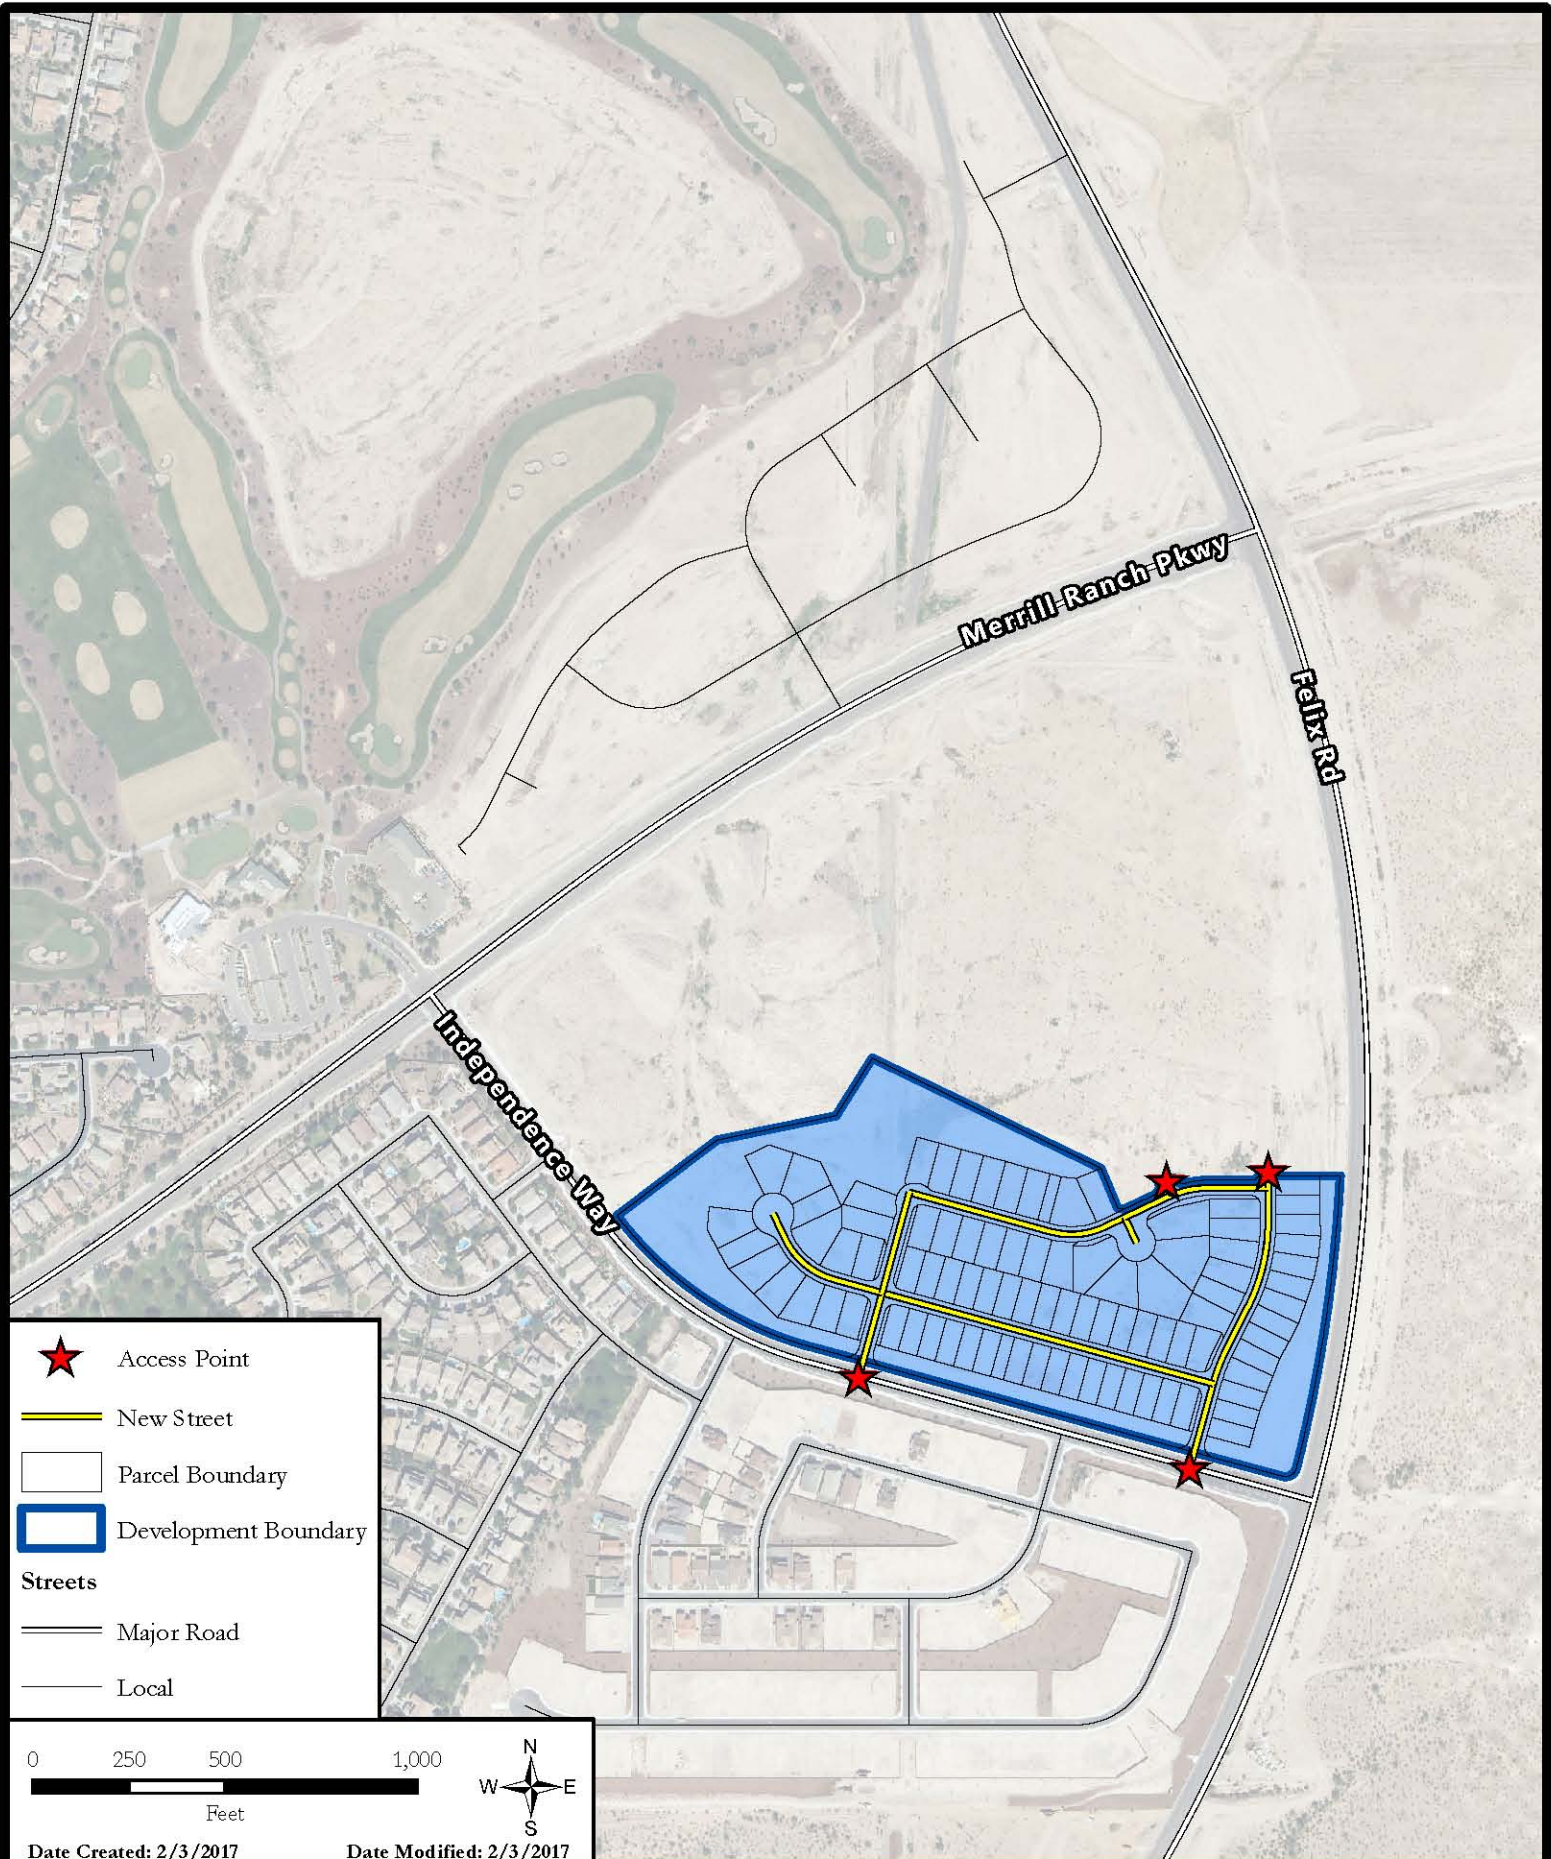 Merrill Ranch Pkwy
Felix Rd
Independence Way
Access Point
New Street
Parcel Boundary
Development Boundary
Streets
Major Road
Local
0 250 500 1,000
Feet
N
W E
S
Date Created: 2/3/2017 Date Modified: 2/3/2017